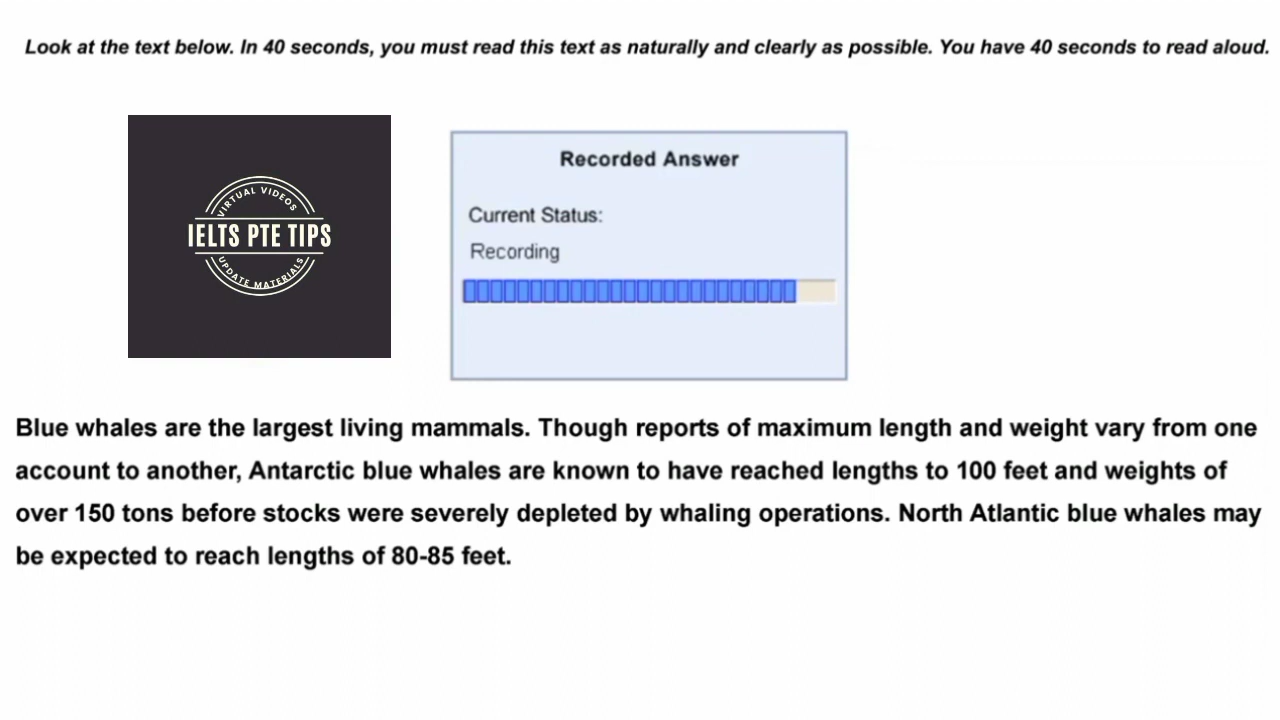 Look at the text below. In 40 seconds, you must read this text as naturally and clearly as possible. You have 40 seconds to read aloud.
VIRTUAL VIDEOS
IELTS PTE TIPS
UPDATE MATERIALS
Recorded Answer
Current Status:
Recording
Blue whales are the largest living mammals. Though reports of maximum length and weight vary from one
account to another, Antarctic blue whales are known to have reached lengths to 100 feet and weights of
over 150 tons before stocks were severely depleted by whaling operations. North Atlantic blue whales may
be expected to reach lengths of 80-85 feet.